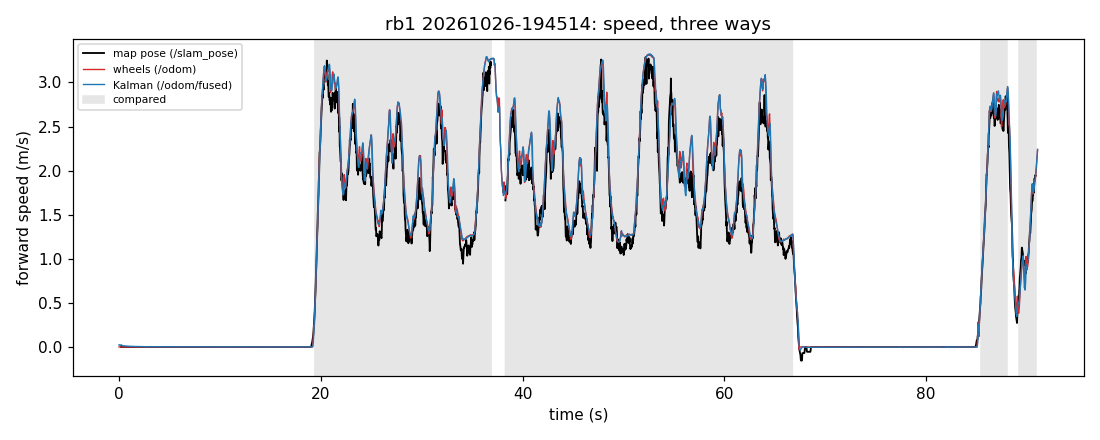 rb1 20261026-194514: speed, three ways
map pose (/slam_pose)
wheels (/odom)
Kalman (/odom/fused)
compared
forward speed (m/s)
3.0
2.5
2.0
1.5
1.0
0.5
0.0
0 20 40 60 80
time (s)